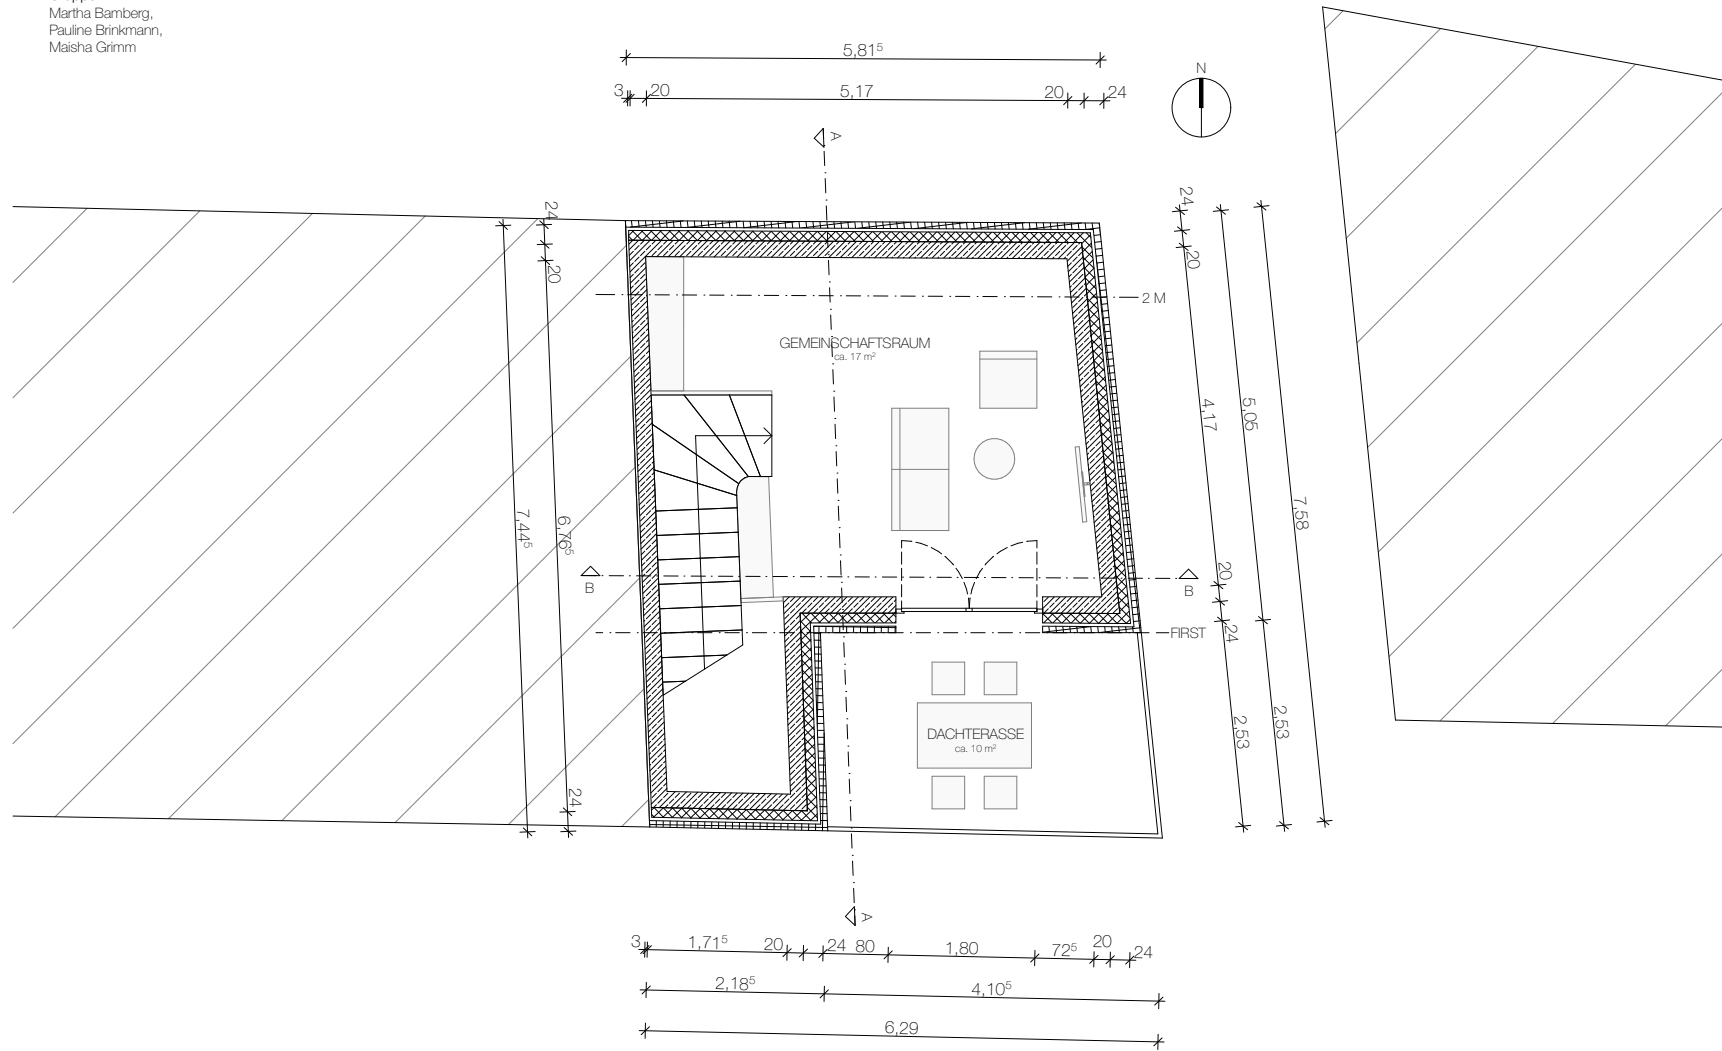 Martha Bamberg,
Pauline Brinkmann,
Maisha Grimm
5,81⁵
3 20 5,17 20 24
N
A
24
20
7,44⁵
6,76⁵
24
2 M
GEMEINSCHAFTSRAUM
ca. 17 m²
24
20
4,17
5,05
7,58
20
24
2,53
2,53
B
B
FIRST
DACHTERASSE
ca. 10 m²
A
3 1,71⁵ 20 24 80 1,80 72⁵ 20 24
2,18⁵ 4,10⁵
6,29